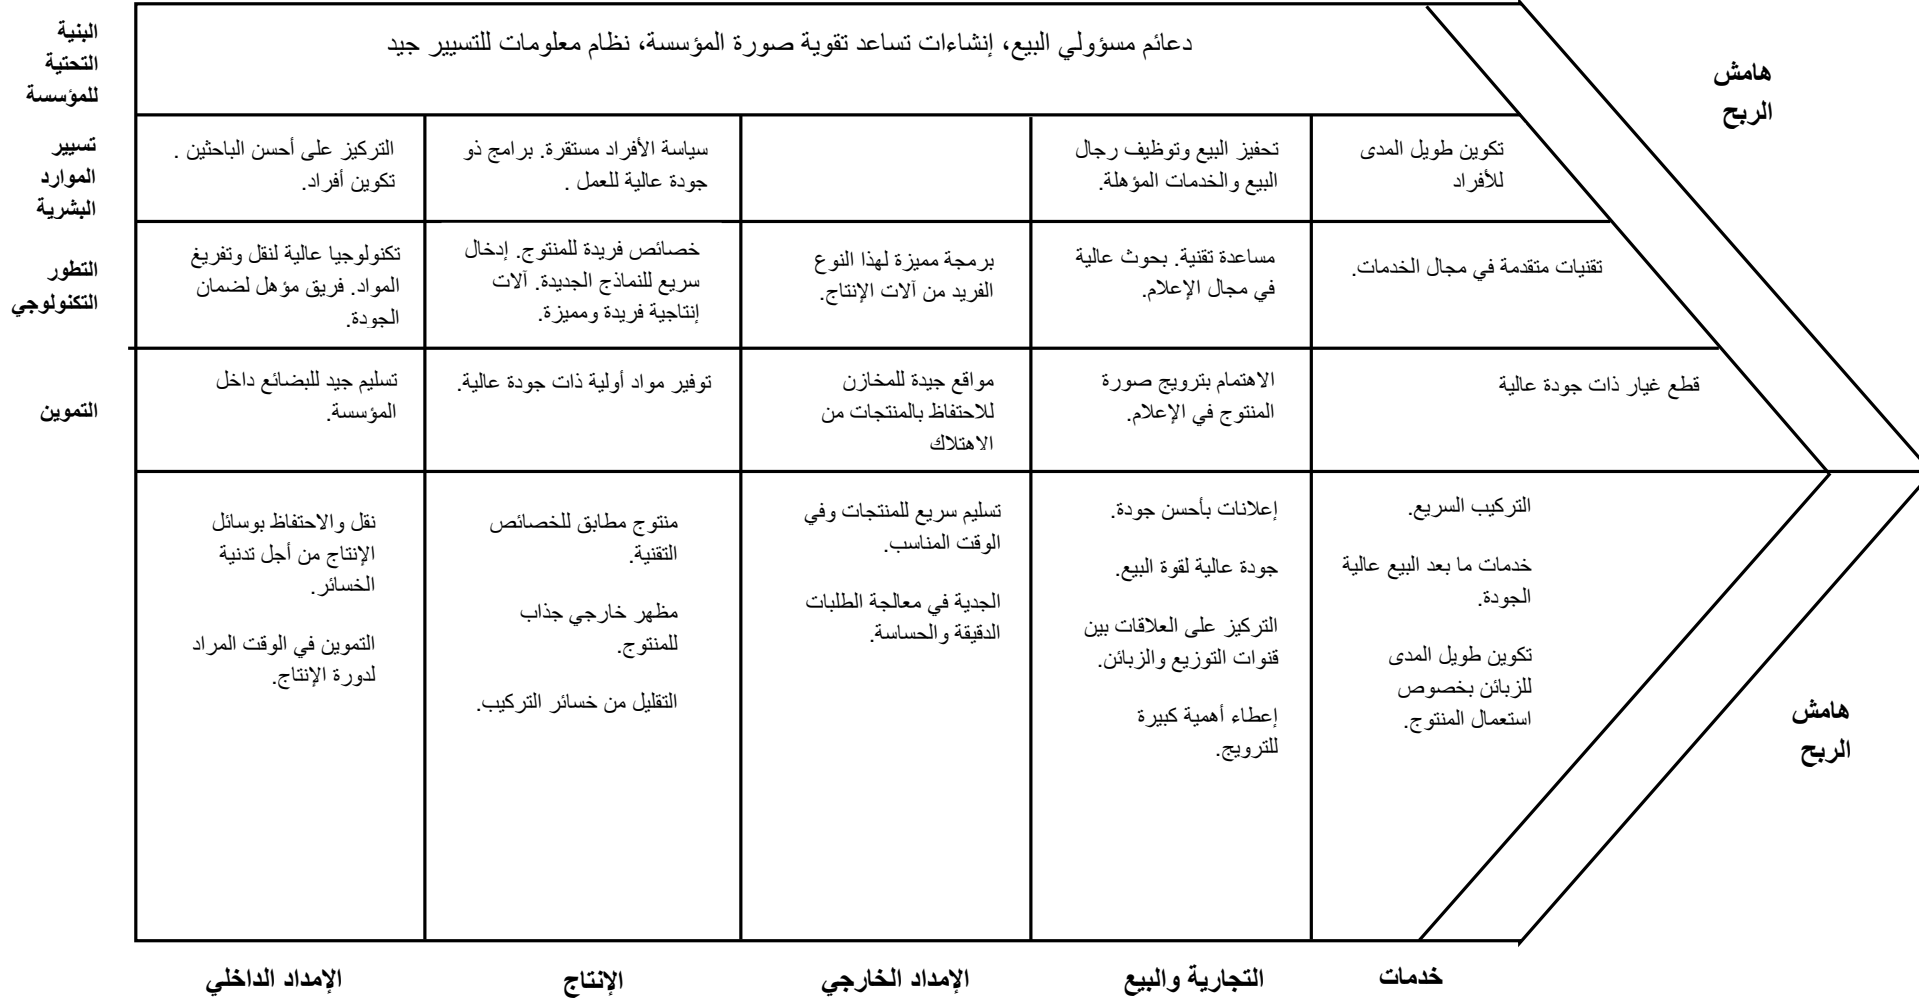 البنية
التحتية
للمؤسسة
دعائم مسؤولي البيع، إنشاءات تساعد تقوية صورة المؤسسة، نظام معلومات للتسيير جيد
هامش
الربح
تسيير
الموارد
البشرية
التركيز على أحسن الباحثين .
تكوين أفراد.
سياسة الأفراد مستقرة. برامج ذو
جودة عالية للعمل .
تحفيز البيع وتوظيف رجال
البيع والخدمات المؤهلة.
تكوين طويل المدى
للأفراد
التطور
التكنولوجي
تكنولوجيا عالية لنقل وتفريغ
المواد. فريق مؤهل لضمان
الجودة.
خصائص فريدة للمنتوج. إدخال
سريع للنماذج الجديدة. آلات
إنتاجية فريدة ومميزة.
برمجة مميزة لهذا النوع
الفريد من آلات الإنتاج.
مساعدة تقنية. بحوث عالية
في مجال الإعلام.
تقنيات متقدمة في مجال الخدمات.
التموين
تسليم جيد للبضائع داخل
المؤسسة.
توفير مواد أولية ذات جودة عالية.
مواقع جيدة للمخازن
للاحتفاظ بالمنتجات من
الاهتلاك
الاهتمام بترويج صورة
المنتوج في الإعلام.
قطع غيار ذات جودة عالية
نقل والاحتفاظ بوسائل
الإنتاج من أجل تدنية
الخسائر.
التموين في الوقت المراد
لدورة الإنتاج.
منتوج مطابق للخصائص
التقنية.
مظهر خارجي جذاب
للمنتوج.
التقليل من خسائر التركيب.
تسليم سريع للمنتجات وفي
الوقت المناسب.
الجدية في معالجة الطلبات
الدقيقة والحساسة.
إعلانات بأحسن جودة.
جودة عالية لقوة البيع.
التركيز على العلاقات بين
قنوات التوزيع والزبائن.
إعطاء أهمية كبيرة
للترويج.
التركيب السريع.
خدمات ما بعد البيع عالية
الجودة.
تكوين طويل المدى
للزبائن بخصوص
استعمال المنتوج.
هامش
الربح
الإمداد الداخلي
الإنتاج
الإمداد الخارجي
التجارية والبيع
خدمات